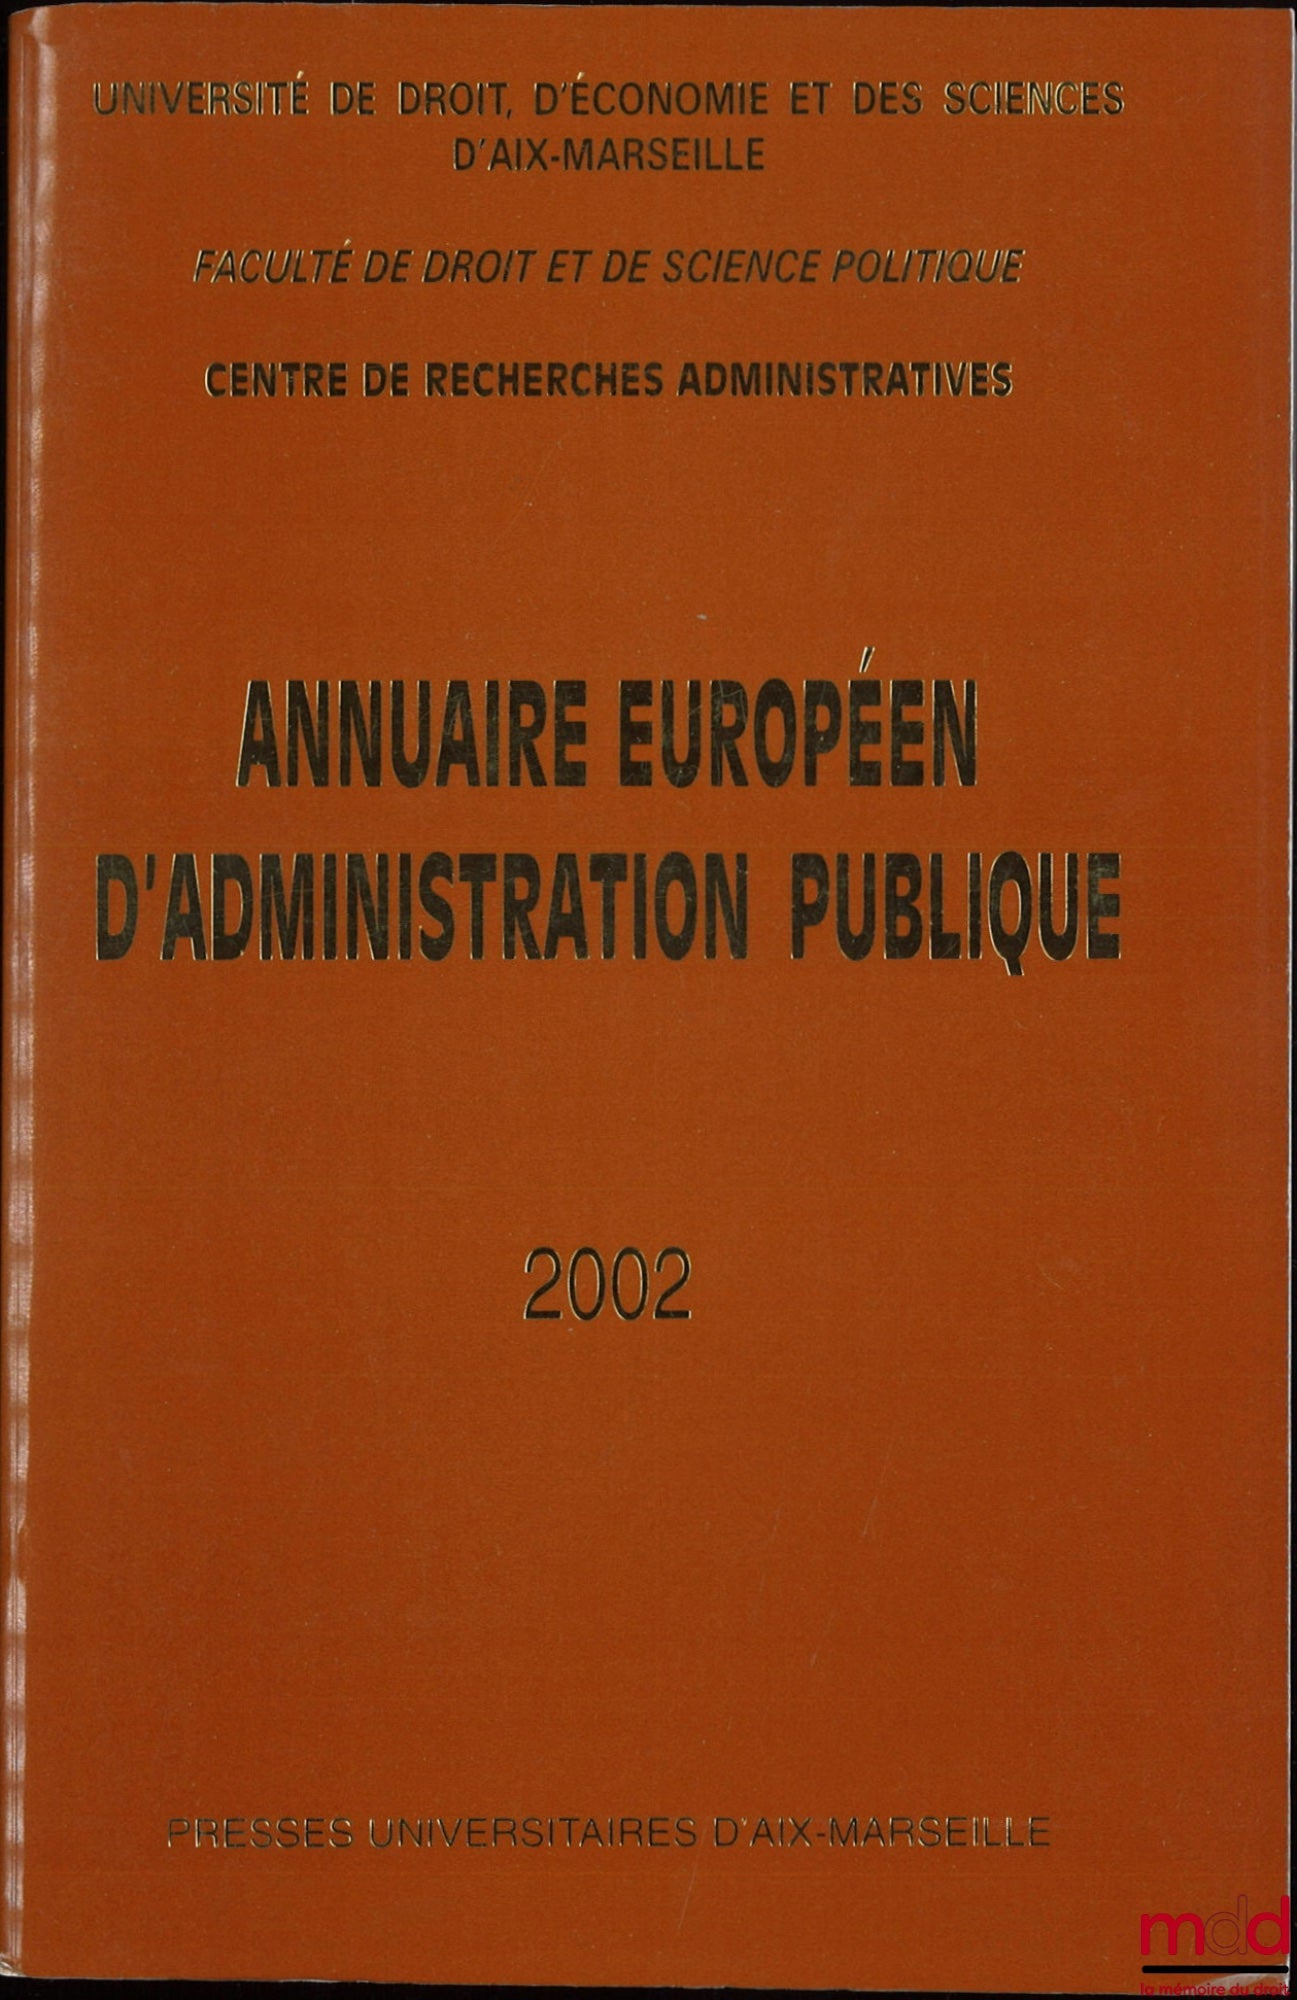 UNIVERSITÉ DE DROIT, D'ÉCONOMIE ET DES SCIENCES
D'AIX-MARSEILLE
FACULTÉ DE DROIT ET DE SCIENCE POLITIQUE
CENTRE DE RECHERCHES ADMINISTRATIVES
ANNUAIRE EUROPÉEN
D'ADMINISTRATION PUBLIQUE
2002
PRESSES UNIVERSITAIRES D'AIX-MARSEILLE
mdd
la mémoire du droit